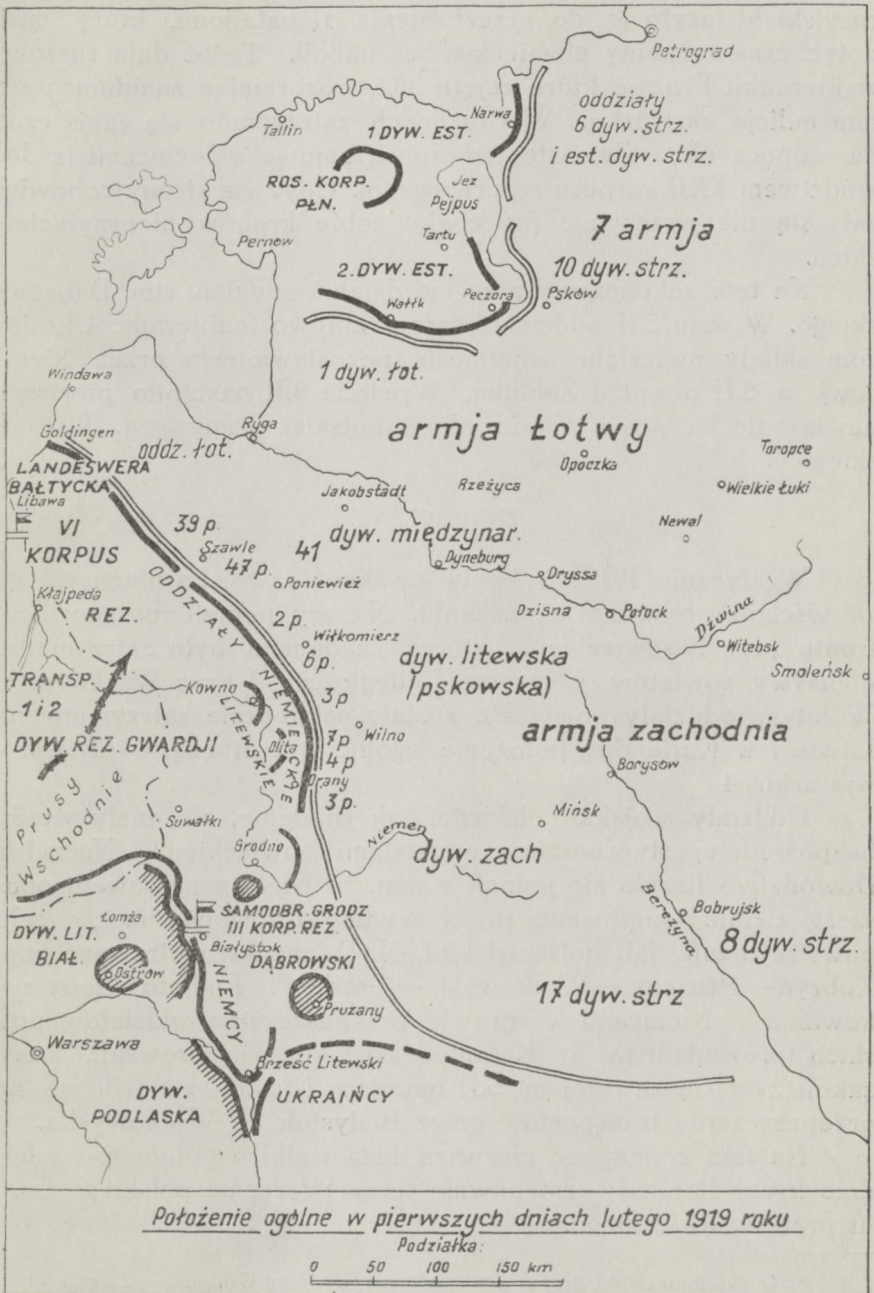 Petrograd
oddziały
6 dyw. strz.
i est. dyw. strz.
Narwa
Tallin
1 DYW. EST.
ROS. KORP.
PŁN.
Jez
Pejpus
7 armja
Pernow
Tartu
2. DYW. EST.
10 dyw. strz.
Wałłk
Peczora
Psków
1 dyw. łot.
Windawa
Goldingen
oddz. łot.
Ryga
armja Łotwy
LANDESWERA
BAŁTYCKA
Libawa
Opoczka
Toropce
Jakobstadt
Rzeżyca
Wielkie Łuki
Newal
VI
KORPUS
REZ.
39 p.
Szawle
47 p.
41
dyw. międzynar.
Dyneburg
Dryssa
ODDZIAŁY
NIEMIECKIE
Poniewież
Kłajpeda
Dzisna
Połock
Dźwina
2 p.
Wiłkomierz
6 p.
Witebsk
dyw. litewska
(pskowska)
Smoleńsk
TRANSP.
1 i 2
DYW. REZ. GWARDJI
Kowno
LITEWSKIE
3 p
7 p
Wilno
Olita
4 p
Orany
3 p.
armja zachodnia
Borysow
Prusy
Wschodnie
Suwałki
Mińsk
Niemen
Grodno
dyw. zach
Berezyna
Bobrujsk
SAMOOBR. GRODZ
III KORP. REZ.
8 dyw. strz.
DYW. LIT.
BIAŁ.
Łomża
Ostrów
Białystok
NIEMCY
DĄBROWSKI
Pruzany
17 dyw. strz
Warszawa
Brześć Litewski
DYW.
PODLASKA
UKRAIŃCY
Położenie ogólne w pierwszych dniach lutego 1919 roku
Podziałka:
0 50 100 150 km